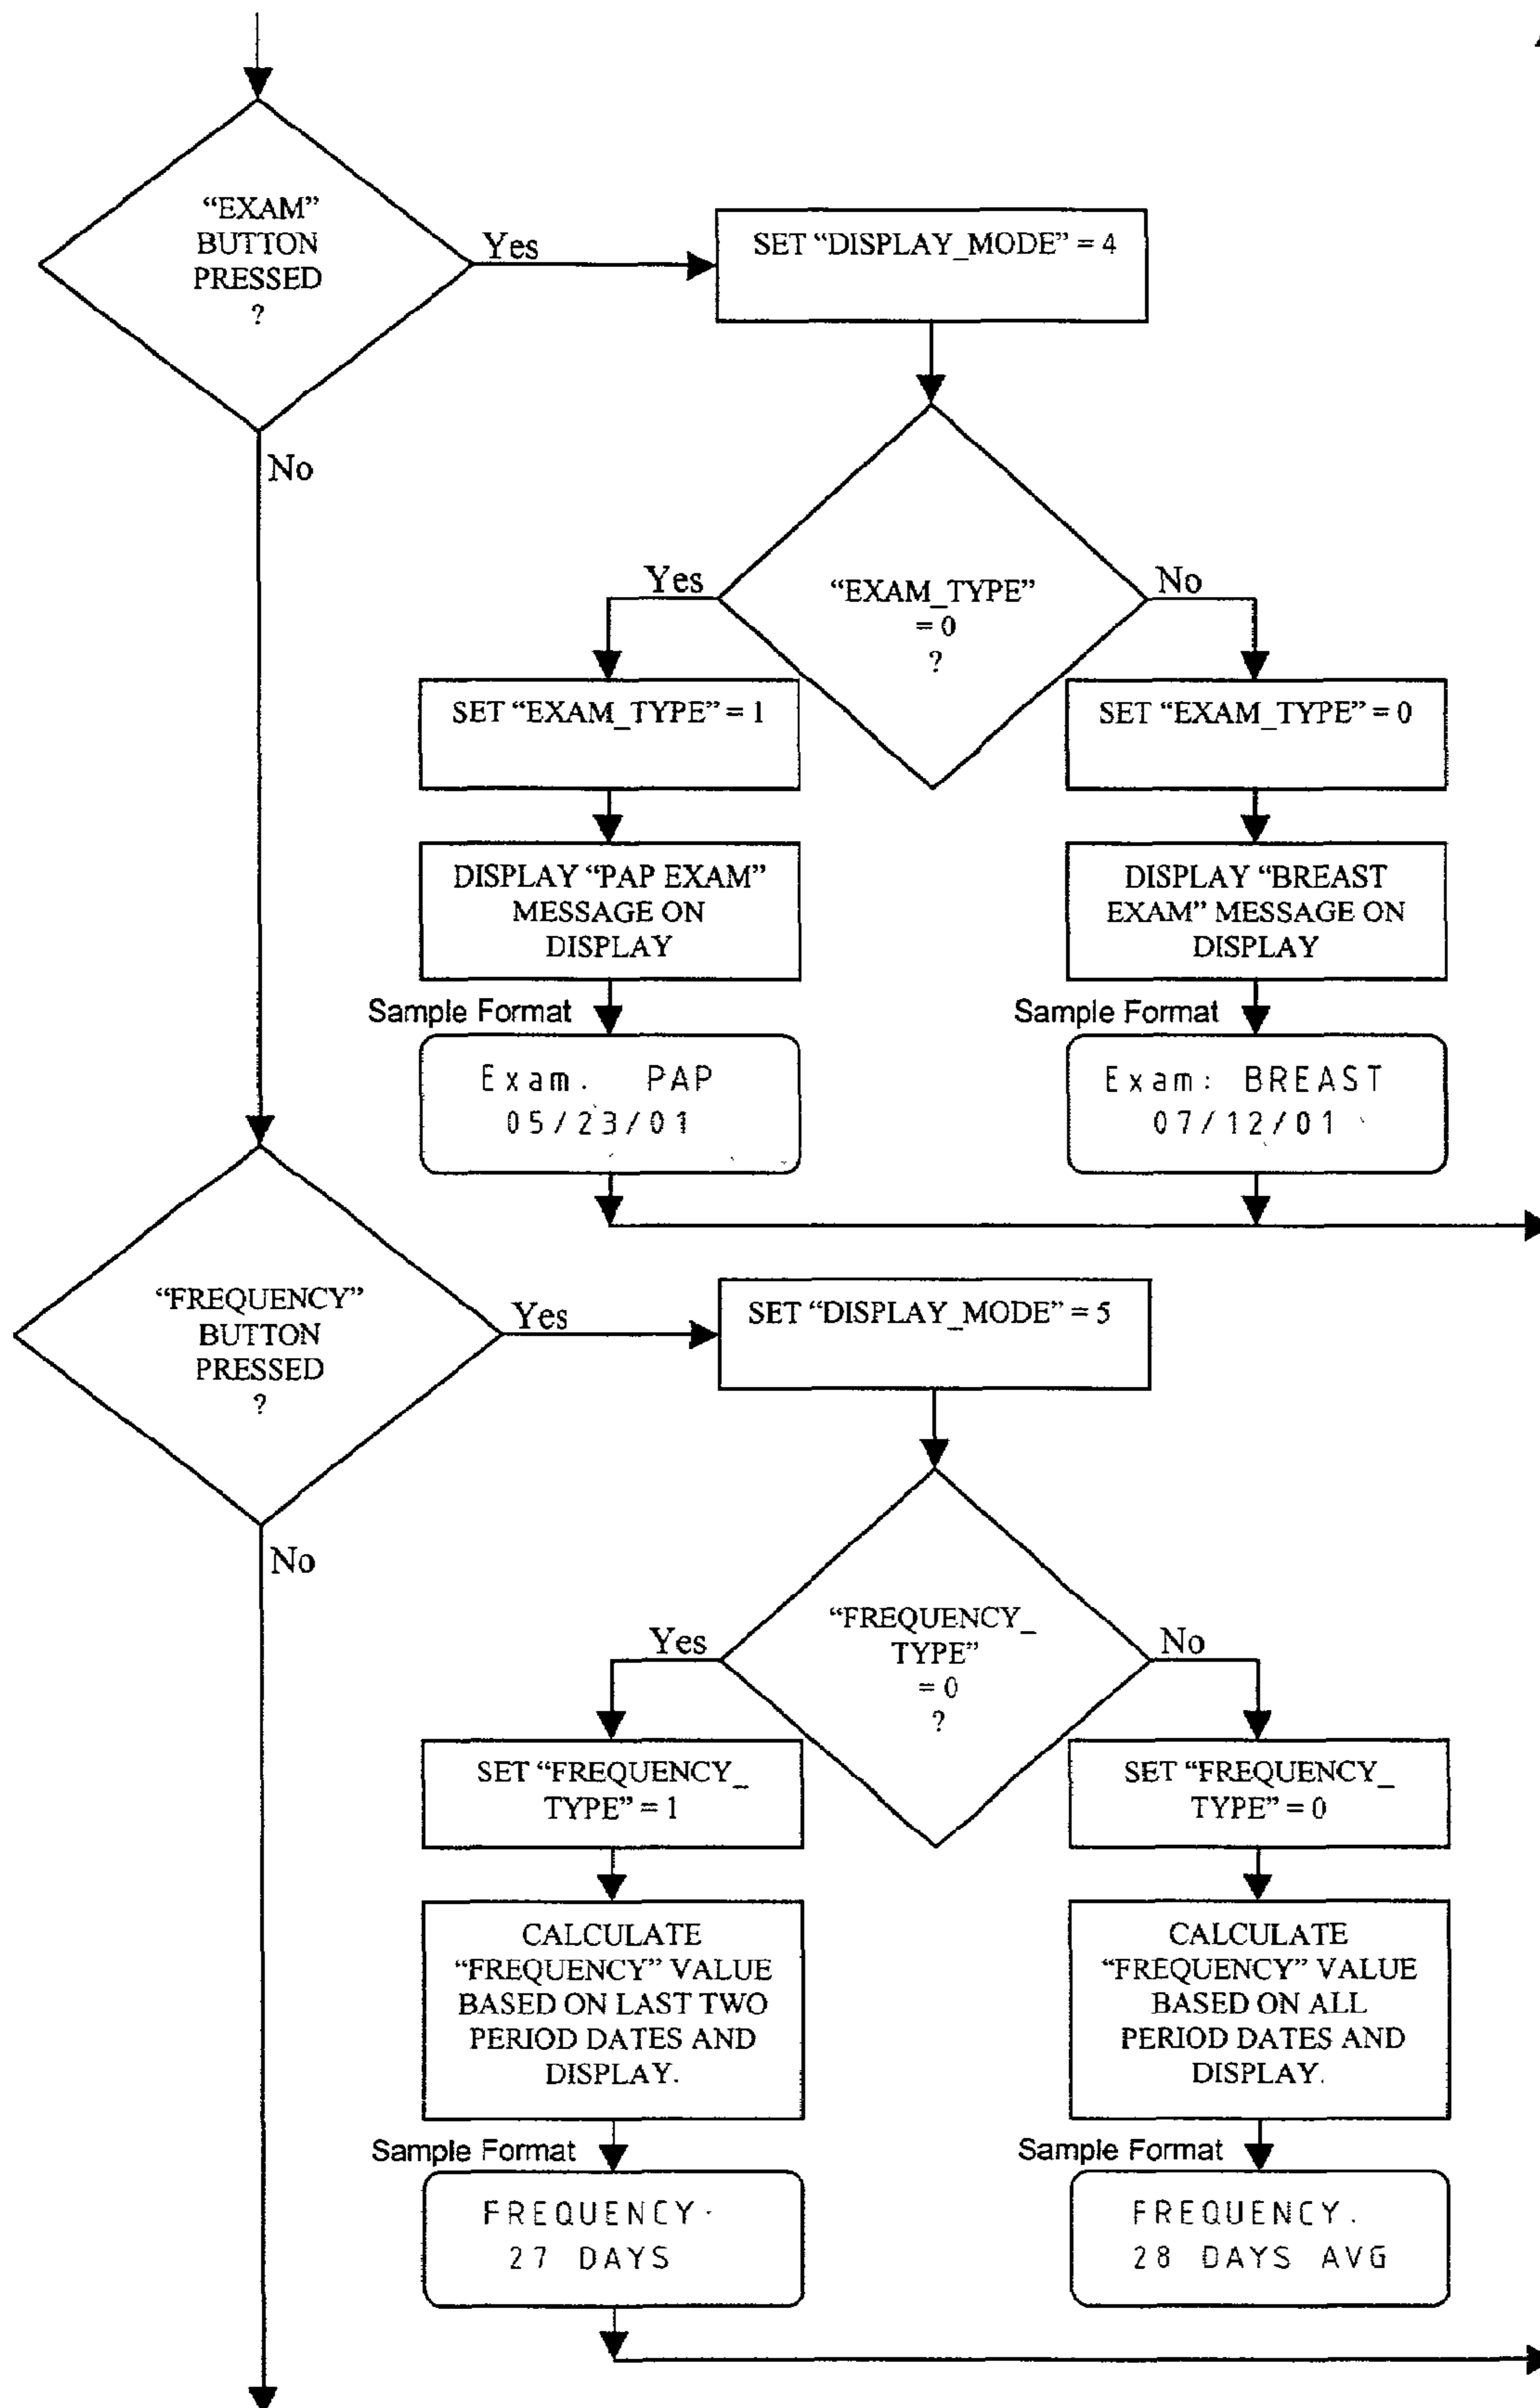 “EXAM”
BUTTON
PRESSED
?
Yes
SET “DISPLAY_MODE” = 4
No
“EXAM_TYPE”
= 0
?
Yes
No
SET “EXAM_TYPE” = 1
SET “EXAM_TYPE” = 0
DISPLAY “PAP EXAM”
MESSAGE ON
DISPLAY
DISPLAY “BREAST
EXAM” MESSAGE ON
DISPLAY
Sample Format
Sample Format
Exam. PAP
05/23/01
Exam: BREAST
07/12/01
“FREQUENCY”
BUTTON
PRESSED
?
Yes
SET “DISPLAY_MODE” = 5
No
“FREQUENCY_
TYPE”
= 0
?
Yes
No
SET “FREQUENCY_
TYPE” = 1
SET “FREQUENCY_
TYPE” = 0
CALCULATE
“FREQUENCY” VALUE
BASED ON LAST TWO
PERIOD DATES AND
DISPLAY.
CALCULATE
“FREQUENCY” VALUE
BASED ON ALL
PERIOD DATES AND
DISPLAY.
Sample Format
Sample Format
FREQUENCY.
27 DAYS
FREQUENCY.
28 DAYS AVG